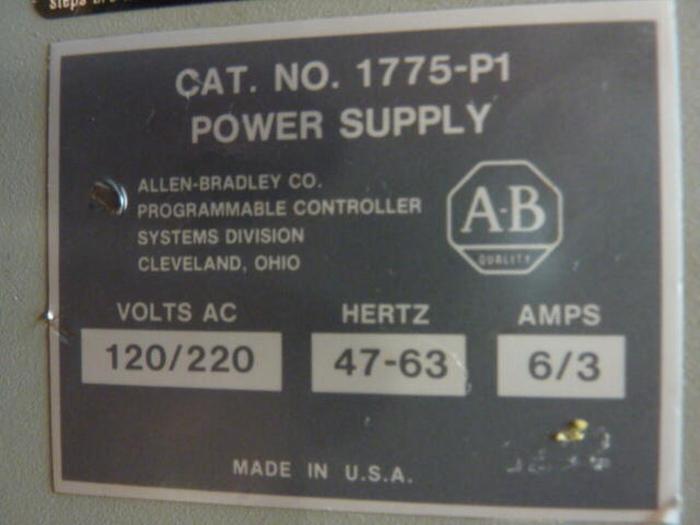 steps
CAT. NO. 1775-P1
POWER SUPPLY
ALLEN-BRADLEY CO.
PROGRAMMABLE CONTROLLER
SYSTEMS DIVISION
CLEVELAND, OHIO
A-B
QUALITY
VOLTS AC HERTZ AMPS
120/220 47-63 6/3
MADE IN U.S.A.